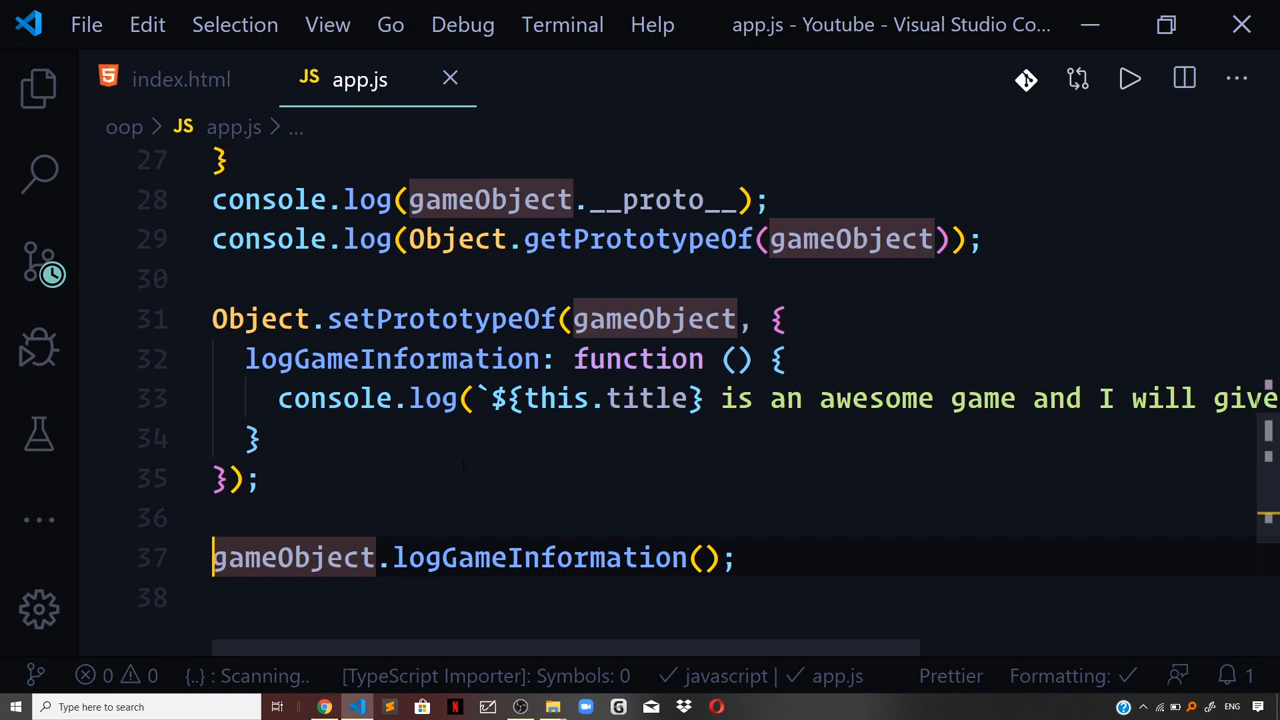 File Edit Selection View Go Debug Terminal Help app.js - Youtube - Visual Studio Co...
index.html JS app.js
oop > JS app.js > ...
27 }
28 console.log(gameObject.__proto__);
29 console.log(Object.getPrototypeOf(gameObject));
30
31 Object.setPrototypeOf(gameObject, {
32 logGameInformation: function () {
33 console.log(`${this.title} is an awesome game and I will give
34 }
35 });
36
37 gameObject.logGameInformation();
38
0 0 {..} : Scanning.. [TypeScript Importer]: Symbols: 0 ✓ javascript | ✓ app.js Prettier Formatting: ✓ 1
Type here to search ENG